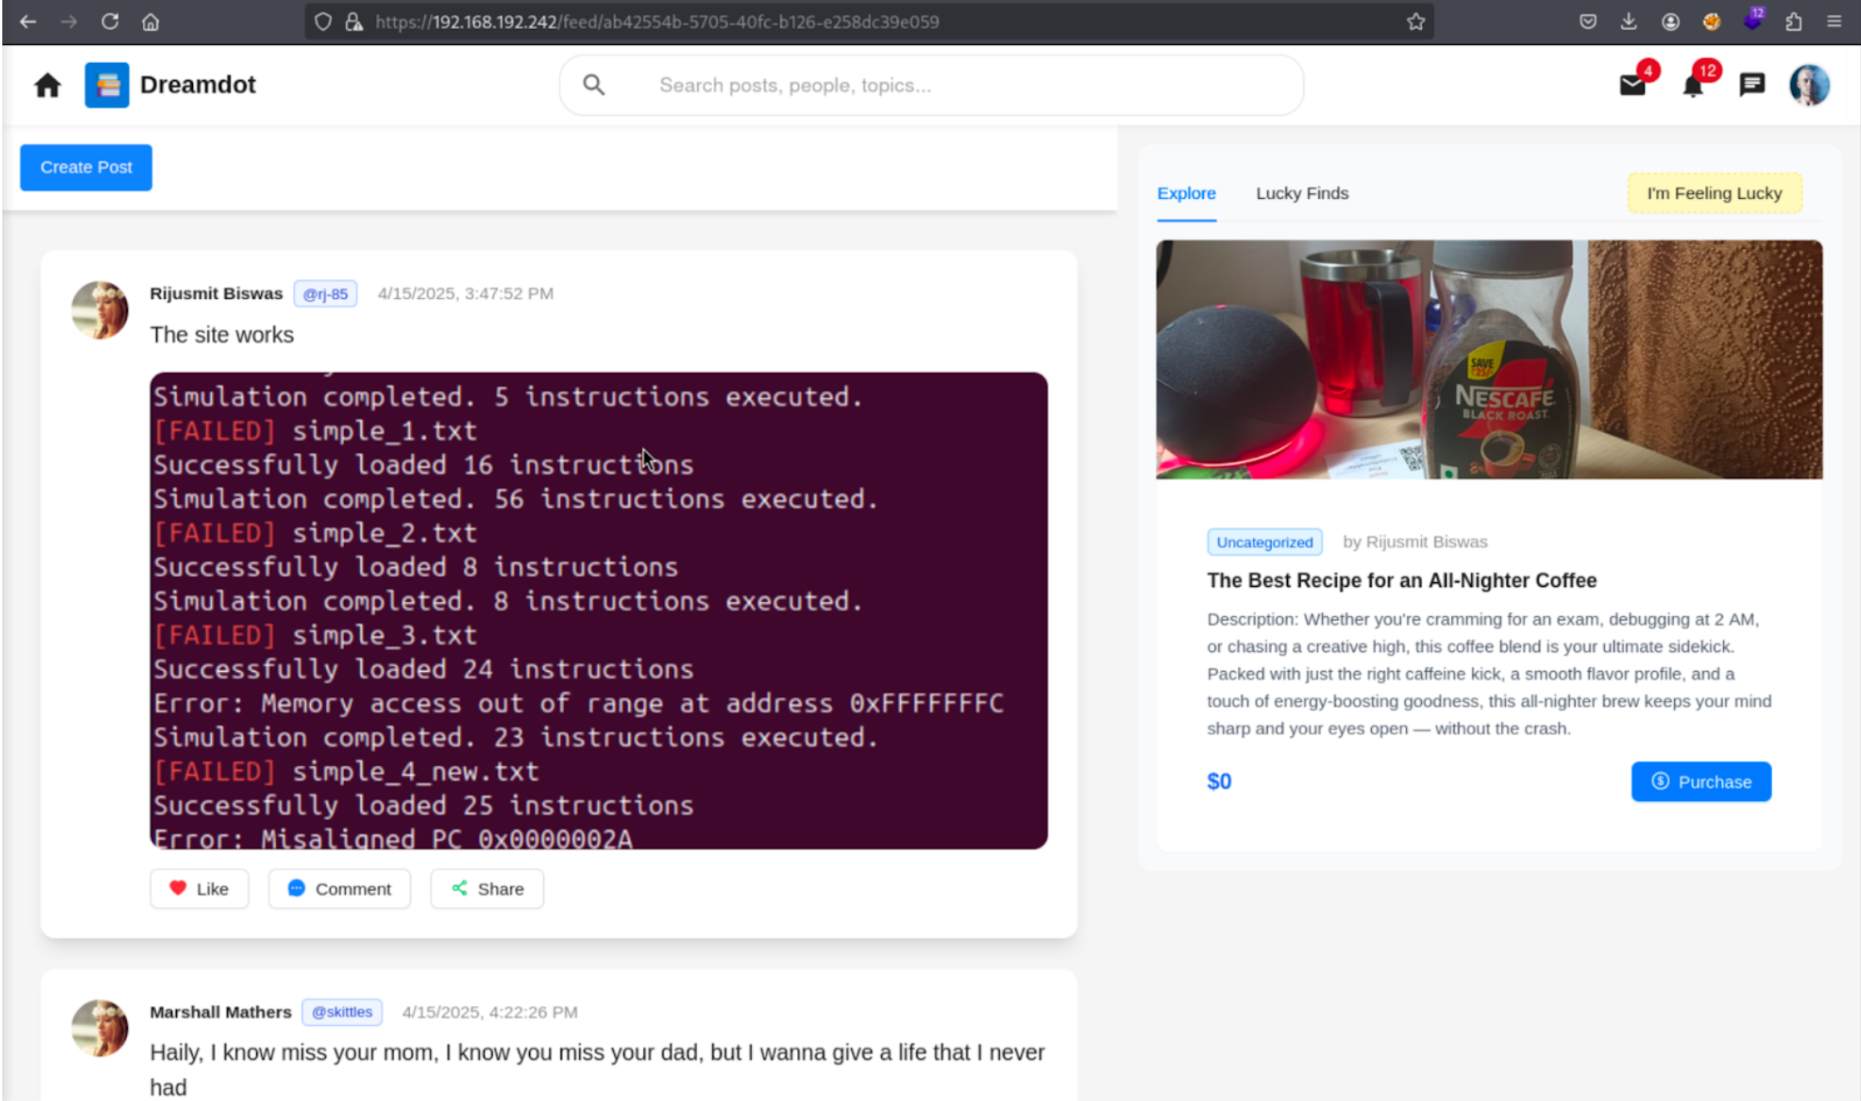 https://192.168.192.242/feed/ab42554b-5705-40fc-b126-e258dc39e059
12
Dreamdot
Search posts, people, topics...
4
12
Create Post
Rijusmit Biswas @rj-85 4/15/2025, 3:47:52 PM
The site works
Simulation completed. 5 instructions executed.
[FAILED] simple_1.txt
Successfully loaded 16 instructions
Simulation completed. 56 instructions executed.
[FAILED] simple_2.txt
Successfully loaded 8 instructions
Simulation completed. 8 instructions executed.
[FAILED] simple_3.txt
Successfully loaded 24 instructions
Error: Memory access out of range at address 0xFFFFFFFC
Simulation completed. 23 instructions executed.
[FAILED] simple_4_new.txt
Successfully loaded 25 instructions
Error: Misaligned PC 0x0000002A
Like Comment Share
Marshall Mathers @skittles 4/15/2025, 4:22:26 PM
Haily, I know miss your mom, I know you miss your dad, but I wanna give a life that I never
had
Explore Lucky Finds I'm Feeling Lucky
SAVE
NESCAFÉ
BLACK ROAST
Uncategorized by Rijusmit Biswas
The Best Recipe for an All-Nighter Coffee
Description: Whether you're cramming for an exam, debugging at 2 AM,
or chasing a creative high, this coffee blend is your ultimate sidekick.
Packed with just the right caffeine kick, a smooth flavor profile, and a
touch of energy-boosting goodness, this all-nighter brew keeps your mind
sharp and your eyes open — without the crash.
$0 Purchase